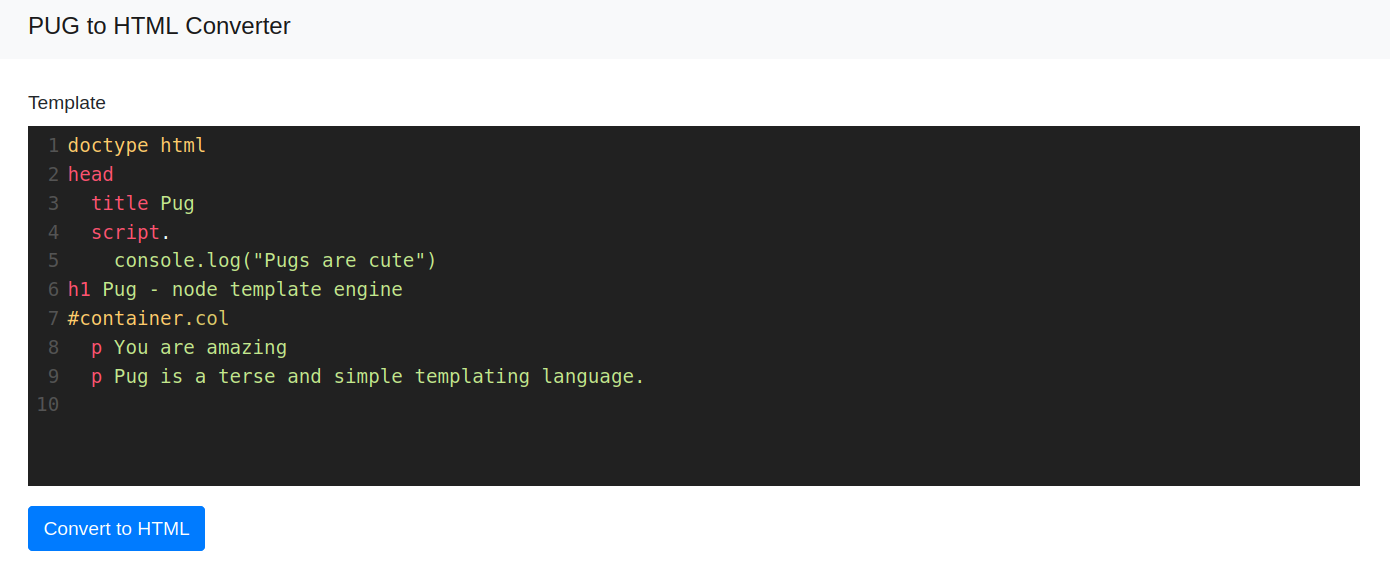 PUG to HTML Converter
Template
1 doctype html
2 head
3   title Pug
4   script.
5     console.log("Pugs are cute")
6 h1 Pug - node template engine
7 #container.col
8   p You are amazing
9   p Pug is a terse and simple templating language.
10
Convert to HTML